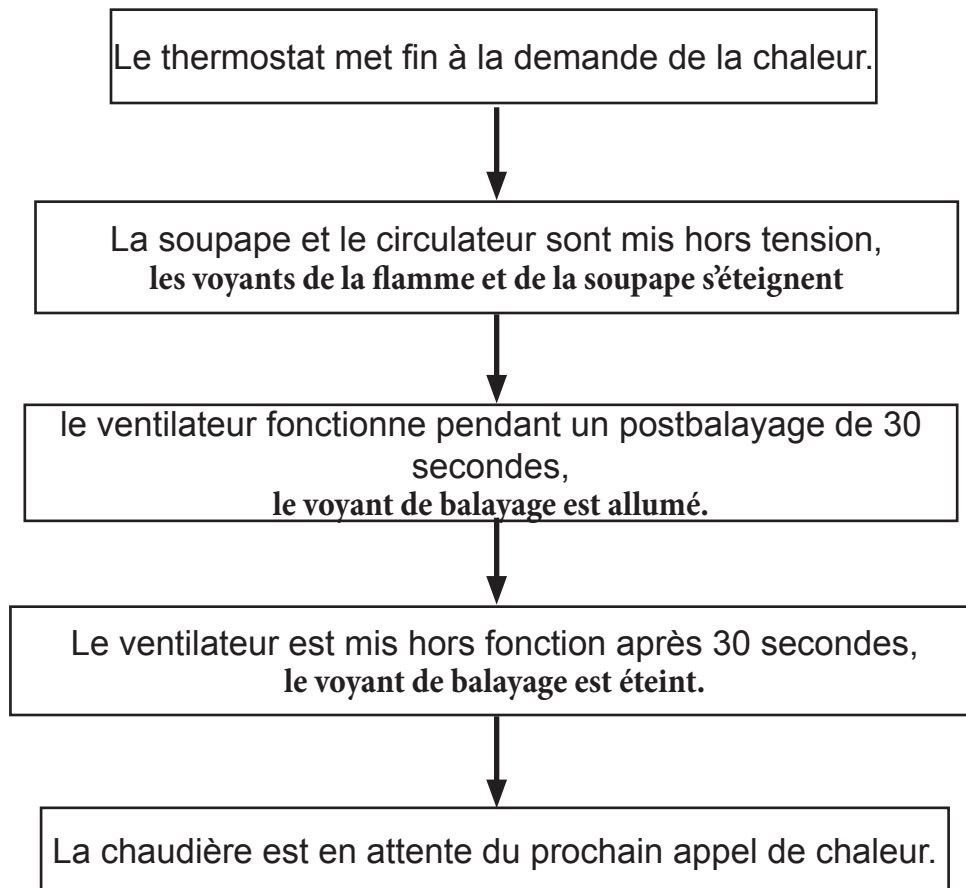 Le thermostat met fin à la demande de la chaleur.
La soupape et le circulateur sont mis hors tension,
les voyants de la flamme et de la soupape s'éteignent
le ventilateur fonctionne pendant un postbalayage de 30
secondes,
le voyant de balayage est allumé.
Le ventilateur est mis hors fonction après 30 secondes,
le voyant de balayage est éteint.
La chaudière est en attente du prochain appel de chaleur.